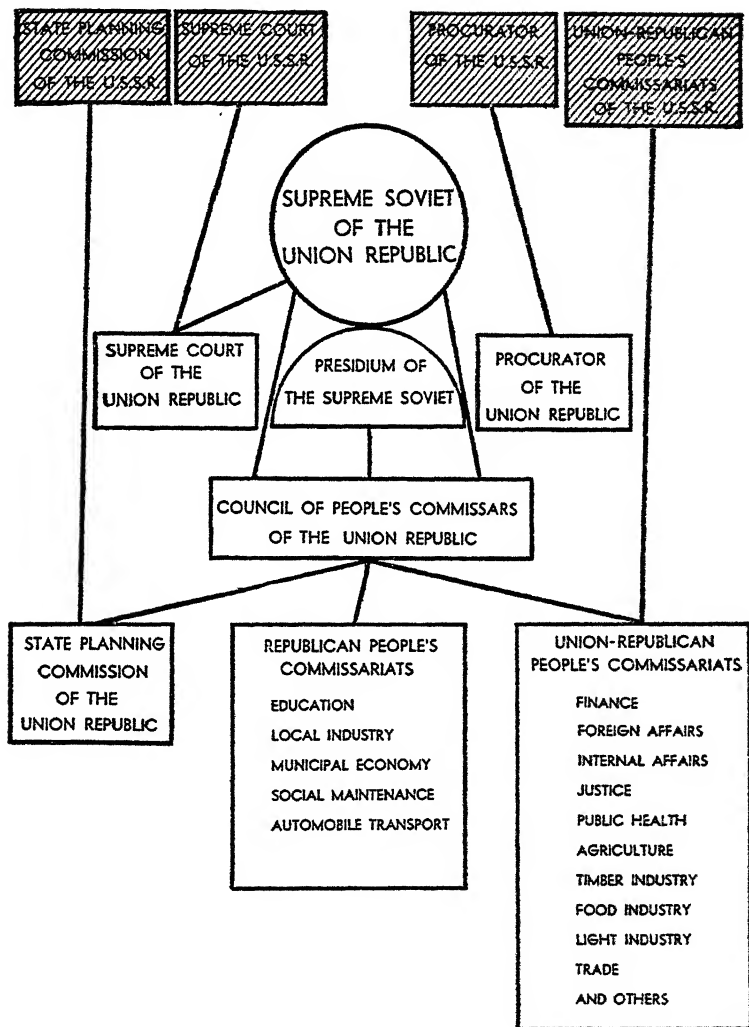 STATE PLANNING
COMMISSION
OF THE U.S.S.R.
SUPREME COURT
OF THE U.S.S.R.
PROCURATOR
OF THE U.S.S.R.
UNION-REPUBLICAN
PEOPLE'S
COMMISSARIATS
OF THE U.S.S.R.
SUPREME SOVIET
OF THE
UNION REPUBLIC
SUPREME COURT
OF THE
UNION REPUBLIC
PRESIDIUM OF
THE SUPREME SOVIET
PROCURATOR
OF THE
UNION REPUBLIC
COUNCIL OF PEOPLE'S COMMISSARS
OF THE UNION REPUBLIC
STATE PLANNING
COMMISSION
OF THE
UNION REPUBLIC
REPUBLICAN PEOPLE'S
COMMISSARIATS
EDUCATION
LOCAL INDUSTRY
MUNICIPAL ECONOMY
SOCIAL MAINTENANCE
AUTOMOBILE TRANSPORT
UNION-REPUBLICAN
PEOPLE'S COMMISSARIATS
FINANCE
FOREIGN AFFAIRS
INTERNAL AFFAIRS
JUSTICE
PUBLIC HEALTH
AGRICULTURE
TIMBER INDUSTRY
FOOD INDUSTRY
LIGHT INDUSTRY
TRADE
AND OTHERS